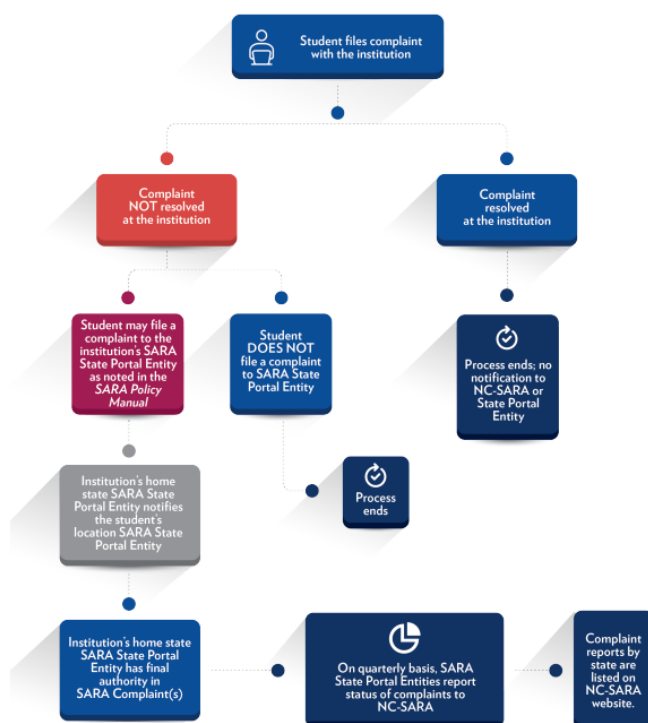 Student files complaint
with the institution
Complaint
NOT resolved
at the institution
Complaint
resolved
at the institution
Student may file a
complaint to the
institution's SARA
State Portal Entity
as noted in the
SARA Policy
Manual
Student
DOES NOT
file a complaint
to SARA State
Portal Entity
Process ends; no
notification to
NC-SARA or
State Portal
Entity
Institution's home
state SARA State
Portal Entity notifies
the student's
location SARA State
Portal Entity
Process
ends
Institution's home state
SARA State Portal
Entity has final
authority in
SARA Complaint(s)
On quarterly basis, SARA
State Portal Entities report
status of complaints to
NC-SARA
Complaint
reports by
state are
listed on
NC-SARA
website.